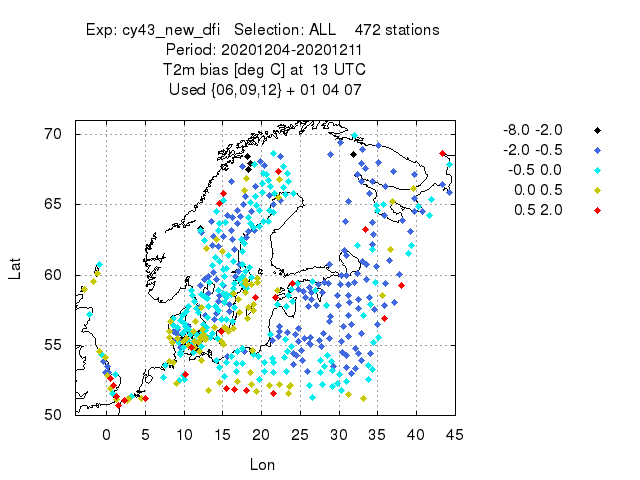 Exp: cy43_new_dfi   Selection: ALL    472 stations
Period: 20201204-20201211
T2m bias [deg C] at  13 UTC
Used {06,09,12} + 01 04 07
-8.0 -2.0
-2.0 -0.5
-0.5 0.0
0.0 0.5
0.5 2.0
70
65
60
55
50
Lat
0 5 10 15 20 25 30 35 40 45
Lon